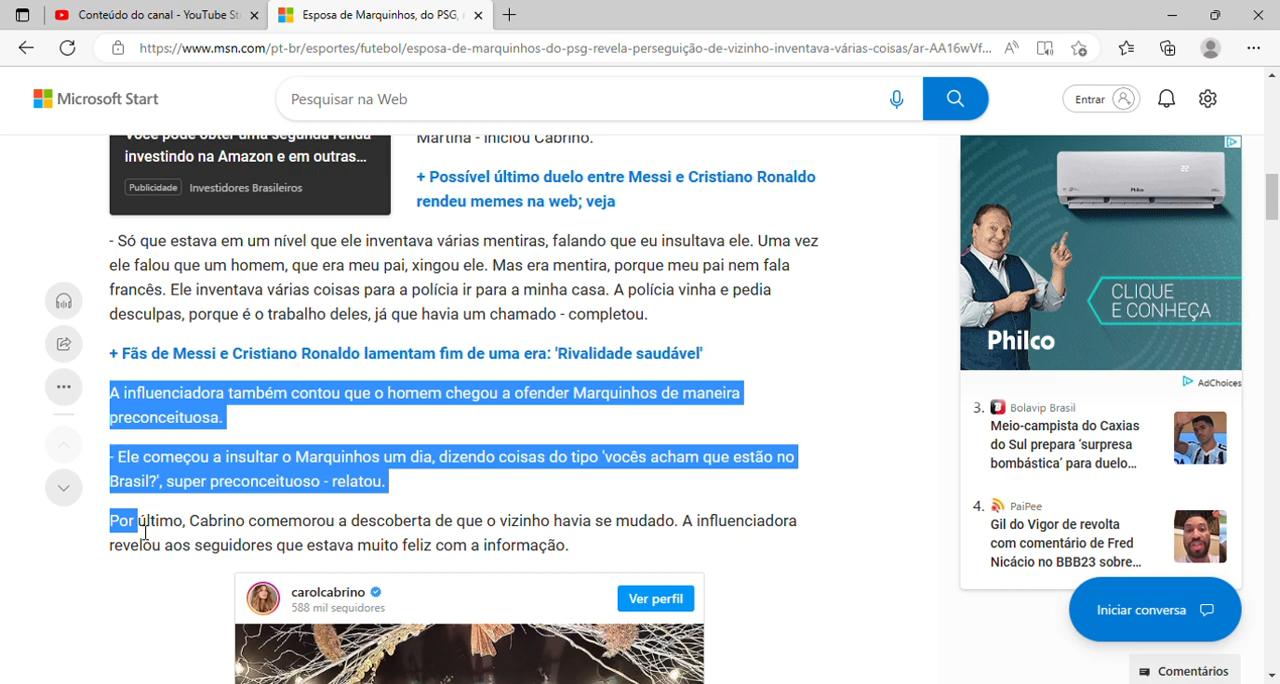 Conteúdo do canal - YouTube St
Esposa de Marquinhos, do PSG,
https://www.msn.com/pt-br/esportes/futebol/esposa-de-marquinhos-do-psg-revela-perseguição-de-vizinho-inventava-várias-coisas/ar-AA16wVf...
Microsoft Start
Pesquisar na Web
Entrar
Você pode obter uma segunda renda
investindo na Amazon e em outras...
Publicidade
Investidores Brasileiros
Martina - iniciou Cabrino.
+ Possível último duelo entre Messi e Cristiano Ronaldo
rendeu memes na web; veja
- Só que estava em um nível que ele inventava várias mentiras, falando que eu insultava ele. Uma vez
ele falou que um homem, que era meu pai, xingou ele. Mas era mentira, porque meu pai nem fala
francês. Ele inventava várias coisas para a polícia ir para a minha casa. A polícia vinha e pedia
desculpas, porque é o trabalho deles, já que havia um chamado - completou.
+ Fãs de Messi e Cristiano Ronaldo lamentam fim de uma era: 'Rivalidade saudável'
A influenciadora também contou que o homem chegou a ofender Marquinhos de maneira
preconceituosa.
- Ele começou a insultar o Marquinhos um dia, dizendo coisas do tipo 'vocês acham que estão no
Brasil?', super preconceituoso - relatou.
Por último, Cabrino comemorou a descoberta de que o vizinho havia se mudado. A influenciadora
revelou aos seguidores que estava muito feliz com a informação.
carolcabrino
588 mil seguidores
Ver perfil
22
Philco
CLIQUE
E CONHEÇA
Philco
AdChoices
3.
Bolavip Brasil
Meio-campista do Caxias
do Sul prepara 'surpresa
bombástica' para duelo...
4.
PaiPee
Gil do Vigor de revolta
com comentário de Fred
Nicácio no BBB23 sobre...
Iniciar conversa
Comentários